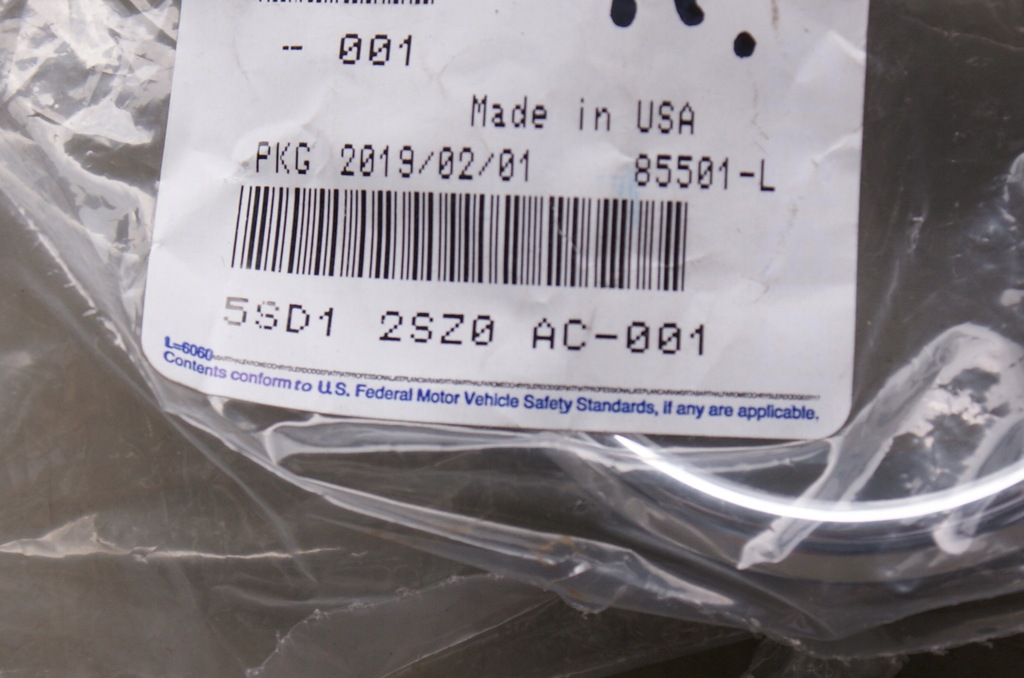 - 001
Made in USA
PKG 2019/02/01 85501-L
5SD1 2SZ0 AC-001
L=6060
Contents conform to U.S. Federal Motor Vehicle Safety Standards, if any are applicable.